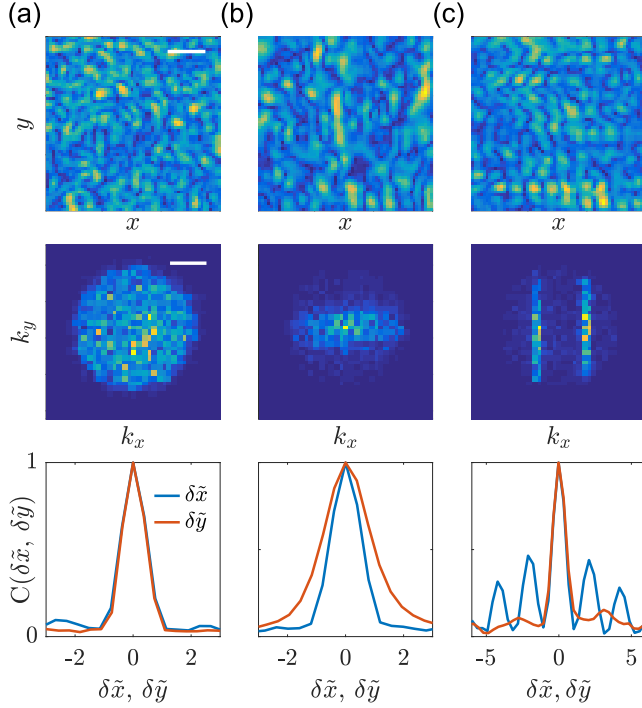 (a) (b) (c)
y
x x x
k_y
k_x k_x k_x
C(δx̃, δỹ)
1
0
δx̃
δỹ
-2 0 2 -2 0 2 -5 0 5
δx̃, δỹ δx̃, δỹ δx̃, δỹ